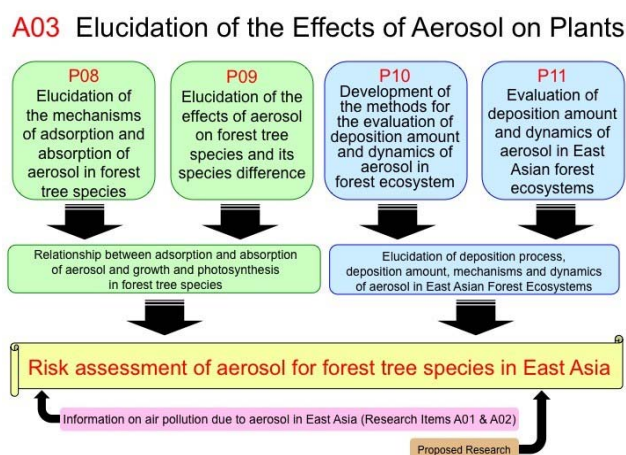 A03 Elucidation of the Effects of Aerosol on Plants
P08
Elucidation of
the mechanisms
of adsorption and
absorption of
aerosol in forest
tree species
P09
Elucidation of the
effects of aerosol
on forest tree
species and its
species difference
P10
Development of
the methods for
the evaluation of
deposition amount
and dynamics of
aerosol in
forest ecosystem
P11
Evaluation of
deposition amount
and dynamics of
aerosol in East
Asian forest
ecosystems
Relationship between adsorption and absorption
of aerosol and growth and photosynthesis
in forest tree species
Elucidation of deposition process,
deposition amount, mechanisms and dynamics
of aerosol in East Asian Forest Ecosystems
Risk assessment of aerosol for forest tree species in East Asia
Information on air pollution due to aerosol in East Asia (Research Items A01 & A02)
Proposed Research